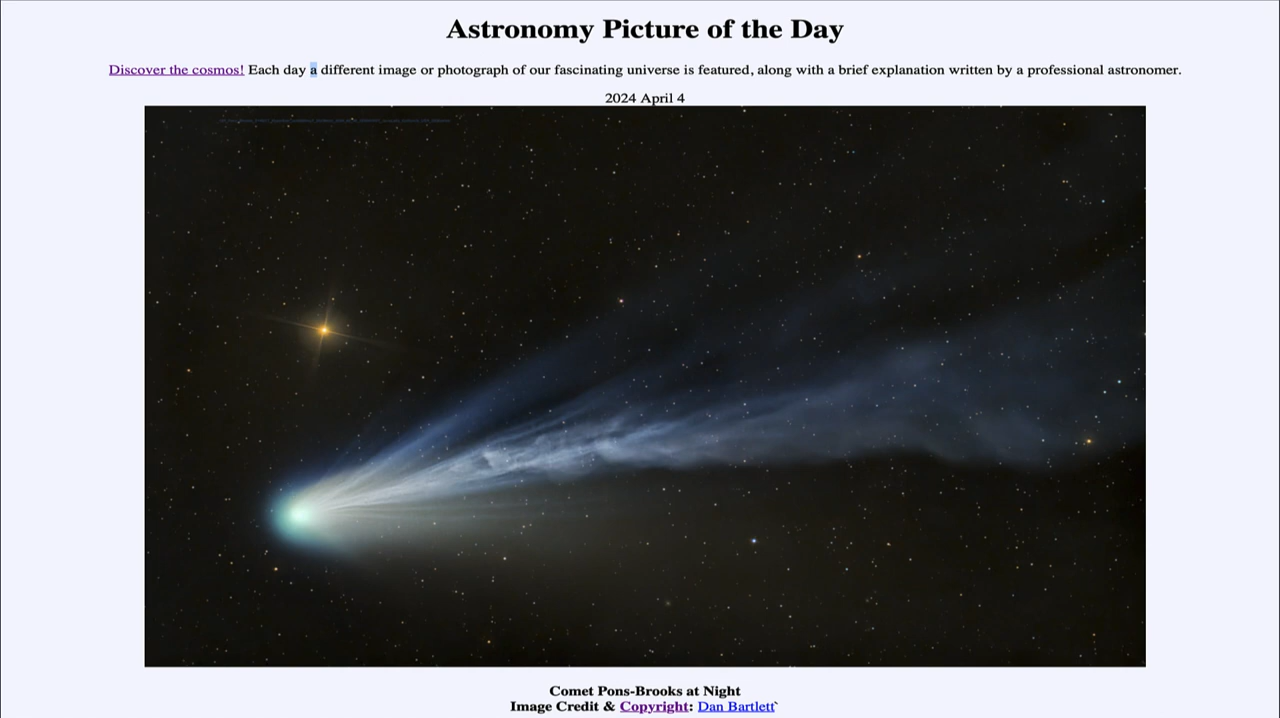 Astronomy Picture of the Day
Discover the cosmos! Each day a different image or photograph of our fascinating universe is featured, along with a brief explanation written by a professional astronomer.
2024 April 4
Comet Pons-Brooks at Night
Image Credit & Copyright: Dan Bartlett`